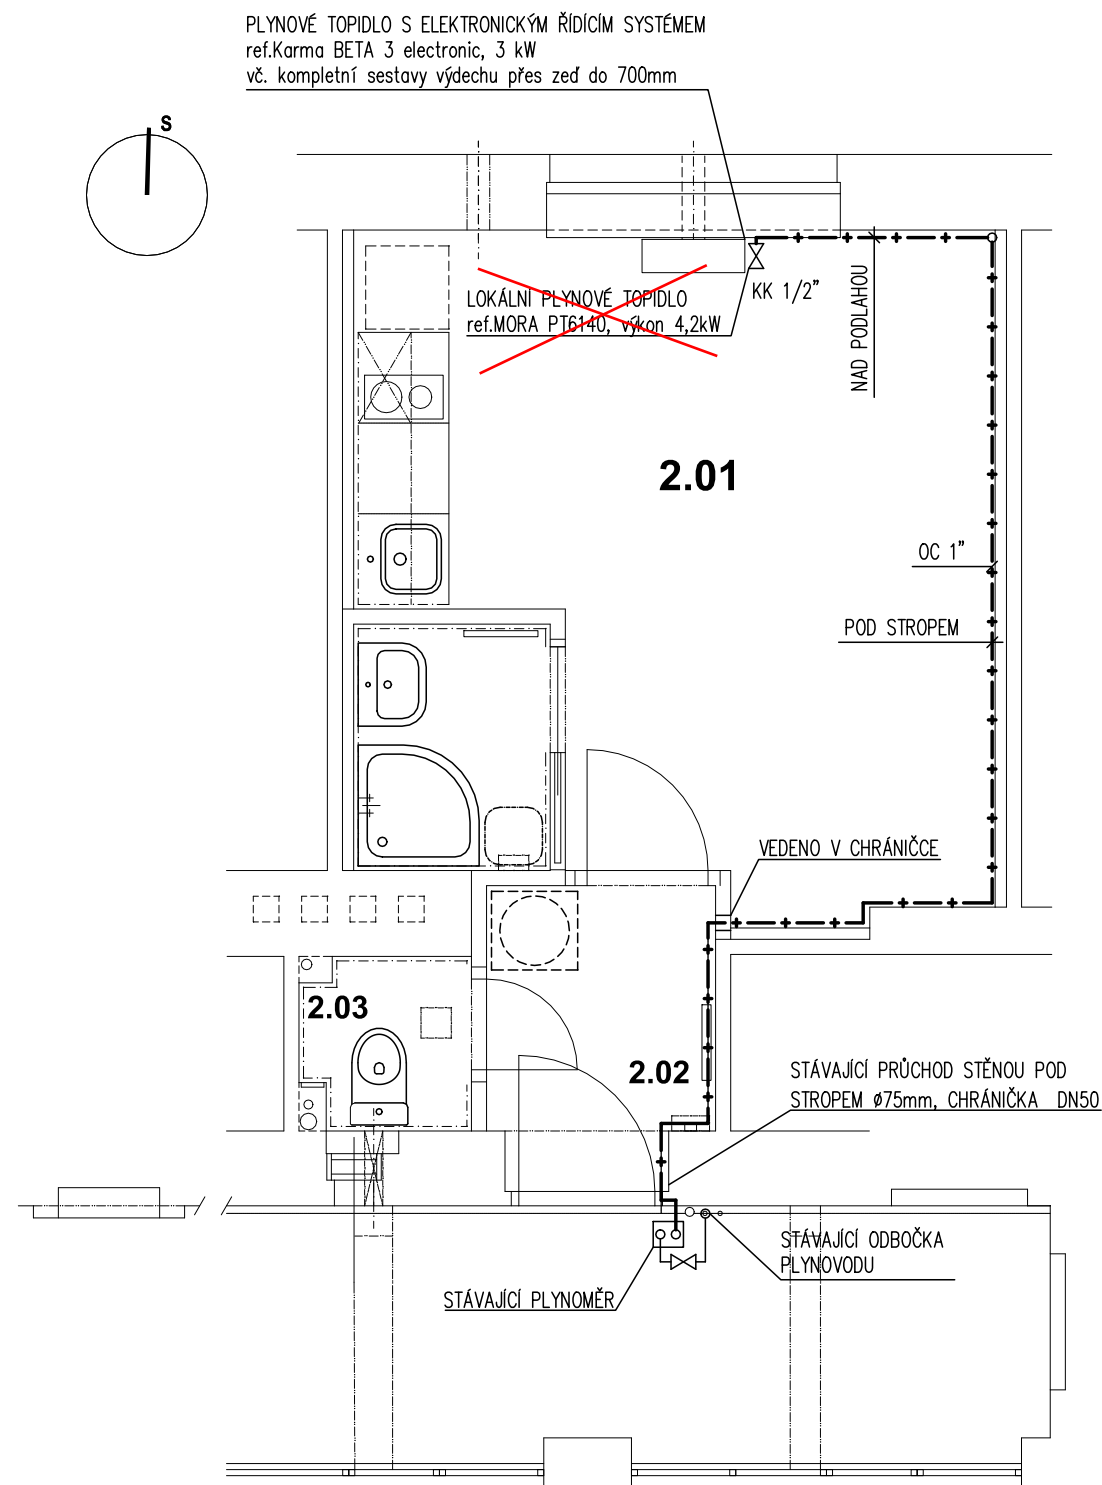 PLYNOVÉ TOPIDLO S ELEKTRONICKÝM ŘÍDÍCÍM SYSTÉMEM
ref.Karma BETA 3 electronic, 3 kW
vč. kompletní sestavy výdechu přes zeď do 700mm
S
LOKÁLNÍ PLYNOVÉ TOPIDLO
ref.MORA PT6140, výkon 4,2kW
KK 1/2"
NAD PODLAHOU
2.01
OC 1"
POD STROPEM
VEDENO V CHRÁNIČCE
2.03
2.02
STÁVAJÍCÍ PRŮCHOD STĚNOU POD
STROPEM ø75mm, CHRÁNIČKA DN50
STÁVAJÍCÍ ODBOČKA
PLYNOVODU
STÁVAJÍCÍ PLYNOMĚR